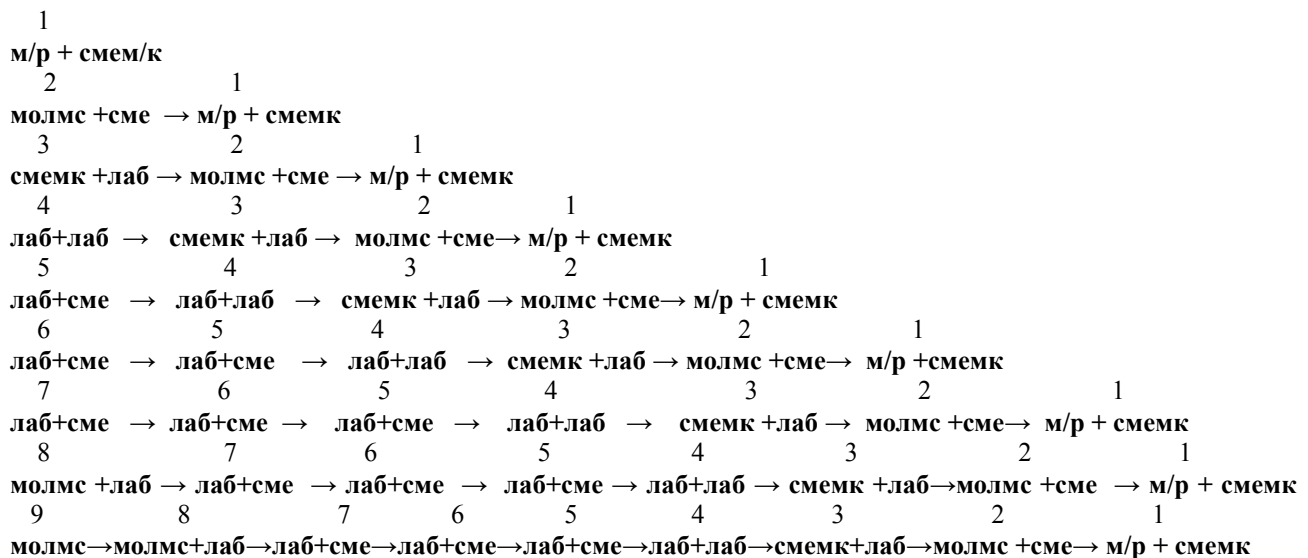 1
м/р + смем/к
2 1
молмс +сме → м/р + смемк
3 2 1
смемк +лаб → молмс +сме → м/р + смемк
4 3 2 1
лаб+лаб → смемк +лаб → молмс +сме→ м/р + смемк
5 4 3 2 1
лаб+сме → лаб+лаб → смемк +лаб → молмс +сме→ м/р + смемк
6 5 4 3 2 1
лаб+сме → лаб+сме → лаб+лаб → смемк +лаб → молмс +сме→ м/р +смемк
7 6 5 4 3 2 1
лаб+сме → лаб+сме → лаб+сме → лаб+лаб → смемк +лаб → молмс +сме→ м/р + смемк
8 7 6 5 4 3 2 1
молмс +лаб → лаб+сме → лаб+сме → лаб+сме → лаб+лаб → смемк +лаб→молмс +сме → м/р + смемк
9 8 7 6 5 4 3 2 1
молмс→молмс+лаб→лаб+сме→лаб+сме→лаб+сме→лаб+лаб→смемк+лаб→молмс +сме→ м/р + смемк